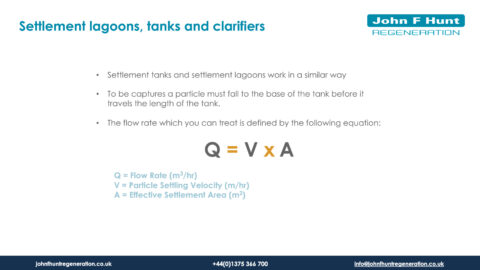 Settlement lagoons, tanks and clarifiers
John F Hunt
REGENERATION
• Settlement tanks and settlement lagoons work in a similar way
• To be captures a particle must fall to the base of the tank before it
travels the length of the tank.
• The flow rate which you can treat is defined by the following equation:
Q = V x A
Q = Flow Rate (m³/hr)
V = Particle Settling Velocity (m/hr)
A = Effective Settlement Area (m²)
johnfhuntregeneration.co.uk
+44(0)1375 366 700
info@johnfhuntregeneration.co.uk